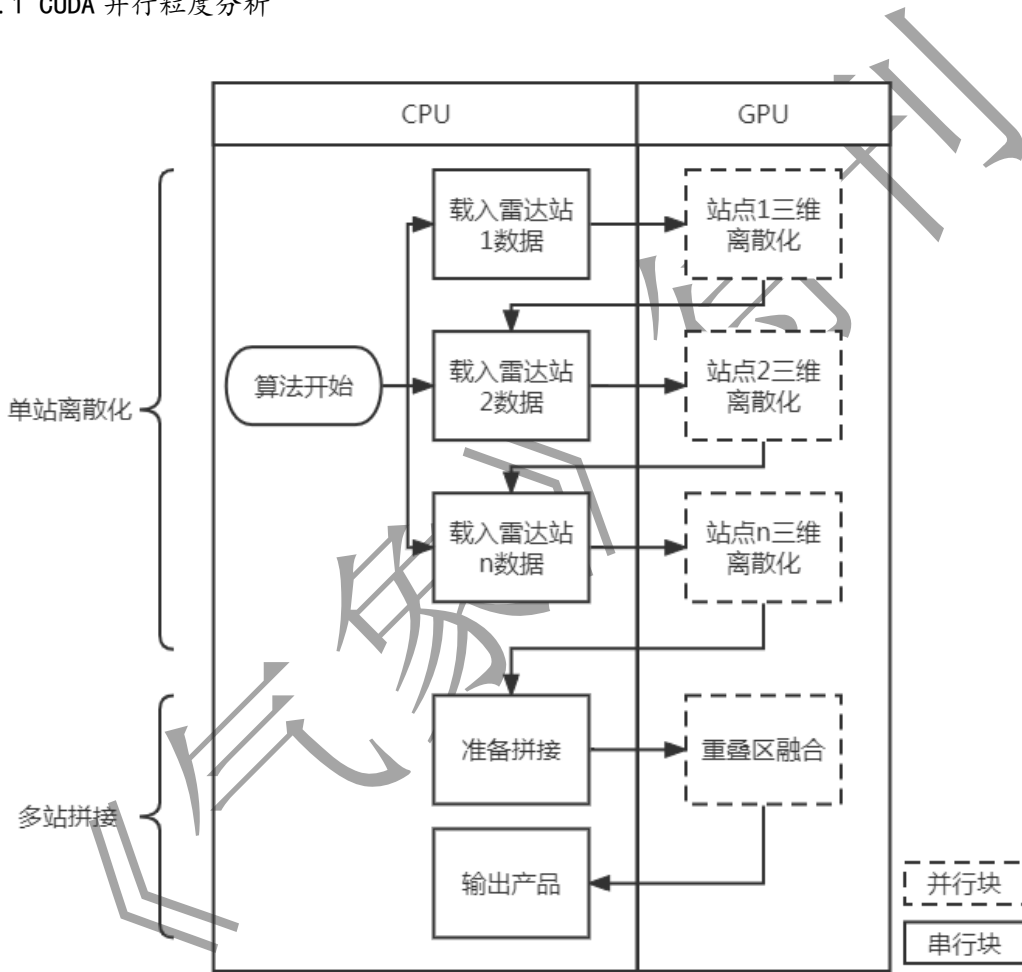 .1 CUDA 并行粒度分析
CPU
GPU
载入雷达站
1数据
站点1三维
离散化
算法开始
载入雷达站
2数据
站点2三维
离散化
单站离散化
载入雷达站
n数据
站点n三维
离散化
准备拼接
重叠区融合
多站拼接
输出产品
并行块
串行块
《气象》
刊